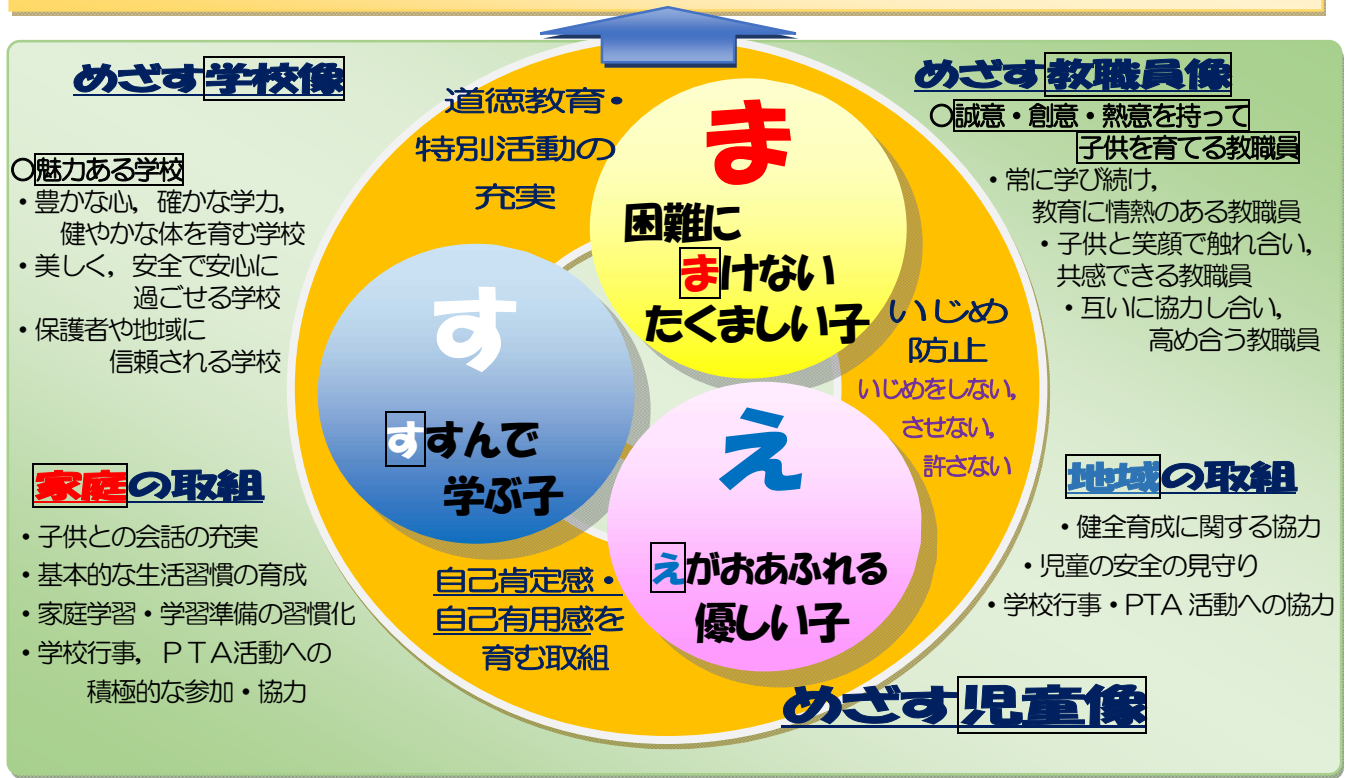 めざす学校像
○魅力ある学校
・豊かな心，確かな学力，
健やかな体を育む学校
・美しく，安全で安心に
過ごせる学校
・保護者や地域に
信頼される学校
家庭の取組
・子供との会話の充実
・基本的な生活習慣の育成
・家庭学習・学習準備の習慣化
・学校行事，ＰＴＡ活動への
積極的な参加・協力
道徳教育・
特別活動の
充実
ま
困難に
まけない
たくましい子
す
すすんで
学ぶ子
え
えがおあふれる
優しい子
いじめ
防止
いじめをしない，
させない，
許さない
自己肯定感・
自己有用感を
育む取組
めざす児童像
めざす教職員像
○誠意・創意・熱意を持って
子供を育てる教職員
・常に学び続け，
教育に情熱のある教職員
・子供と笑顔で触れ合い，
共感できる教職員
・互いに協力し合い，
高め合う教職員
地域の取組
・健全育成に関する協力
・児童の安全の見守り
・学校行事・PTA 活動への協力